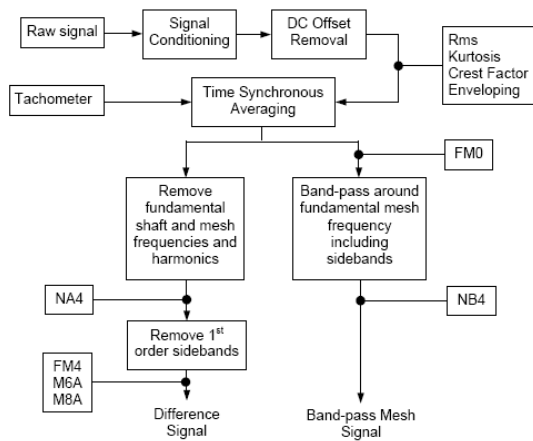 Raw signal
Signal
Conditioning
DC Offset
Removal
Rms
Kurtosis
Crest Factor
Enveloping
Tachometer
Time Synchronous
Averaging
FM0
Remove
fundamental
shaft and mesh
frequencies and
harmonics
Band-pass around
fundamental mesh
frequency
including
sidebands
NA4
NB4
Remove 1st
order sidebands
FM4
M6A
M8A
Difference
Signal
Band-pass Mesh
Signal